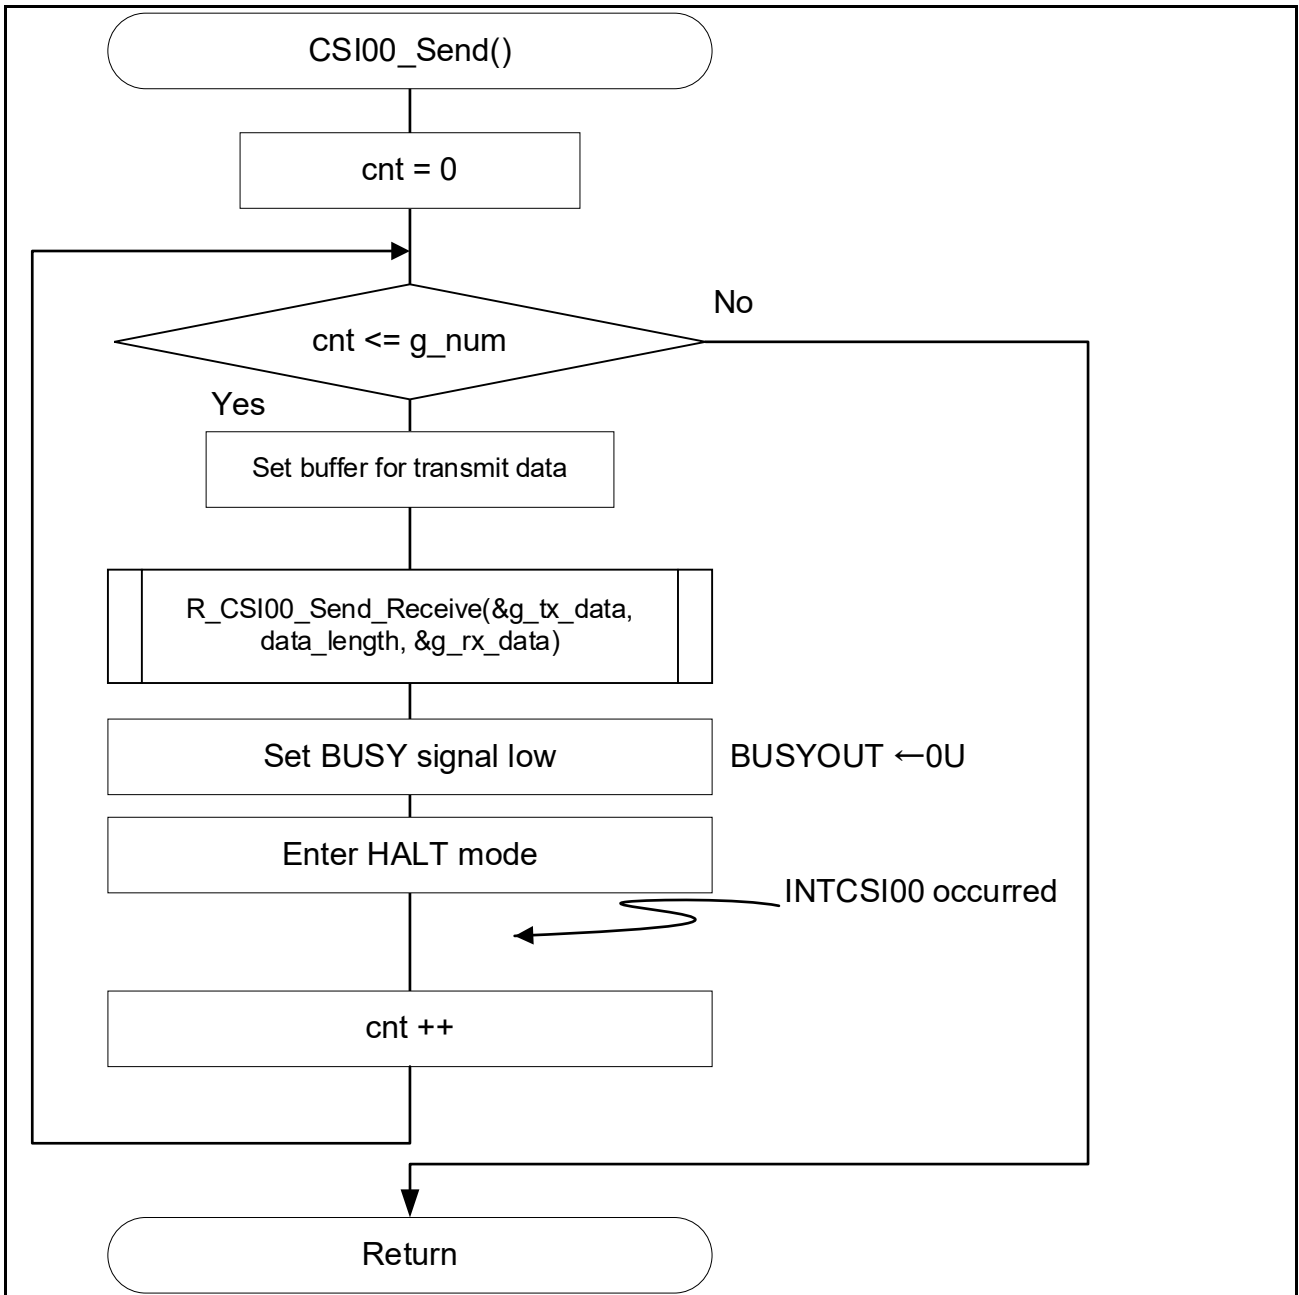 CSI00_Send()
cnt = 0
No
cnt <= g_num
Yes
Set buffer for transmit data
R_CSI00_Send_Receive(&g_tx_data,
data_length, &g_rx_data)
Set BUSY signal low
BUSYOUT ←0U
Enter HALT mode
INTCSI00 occurred
cnt ++
Return